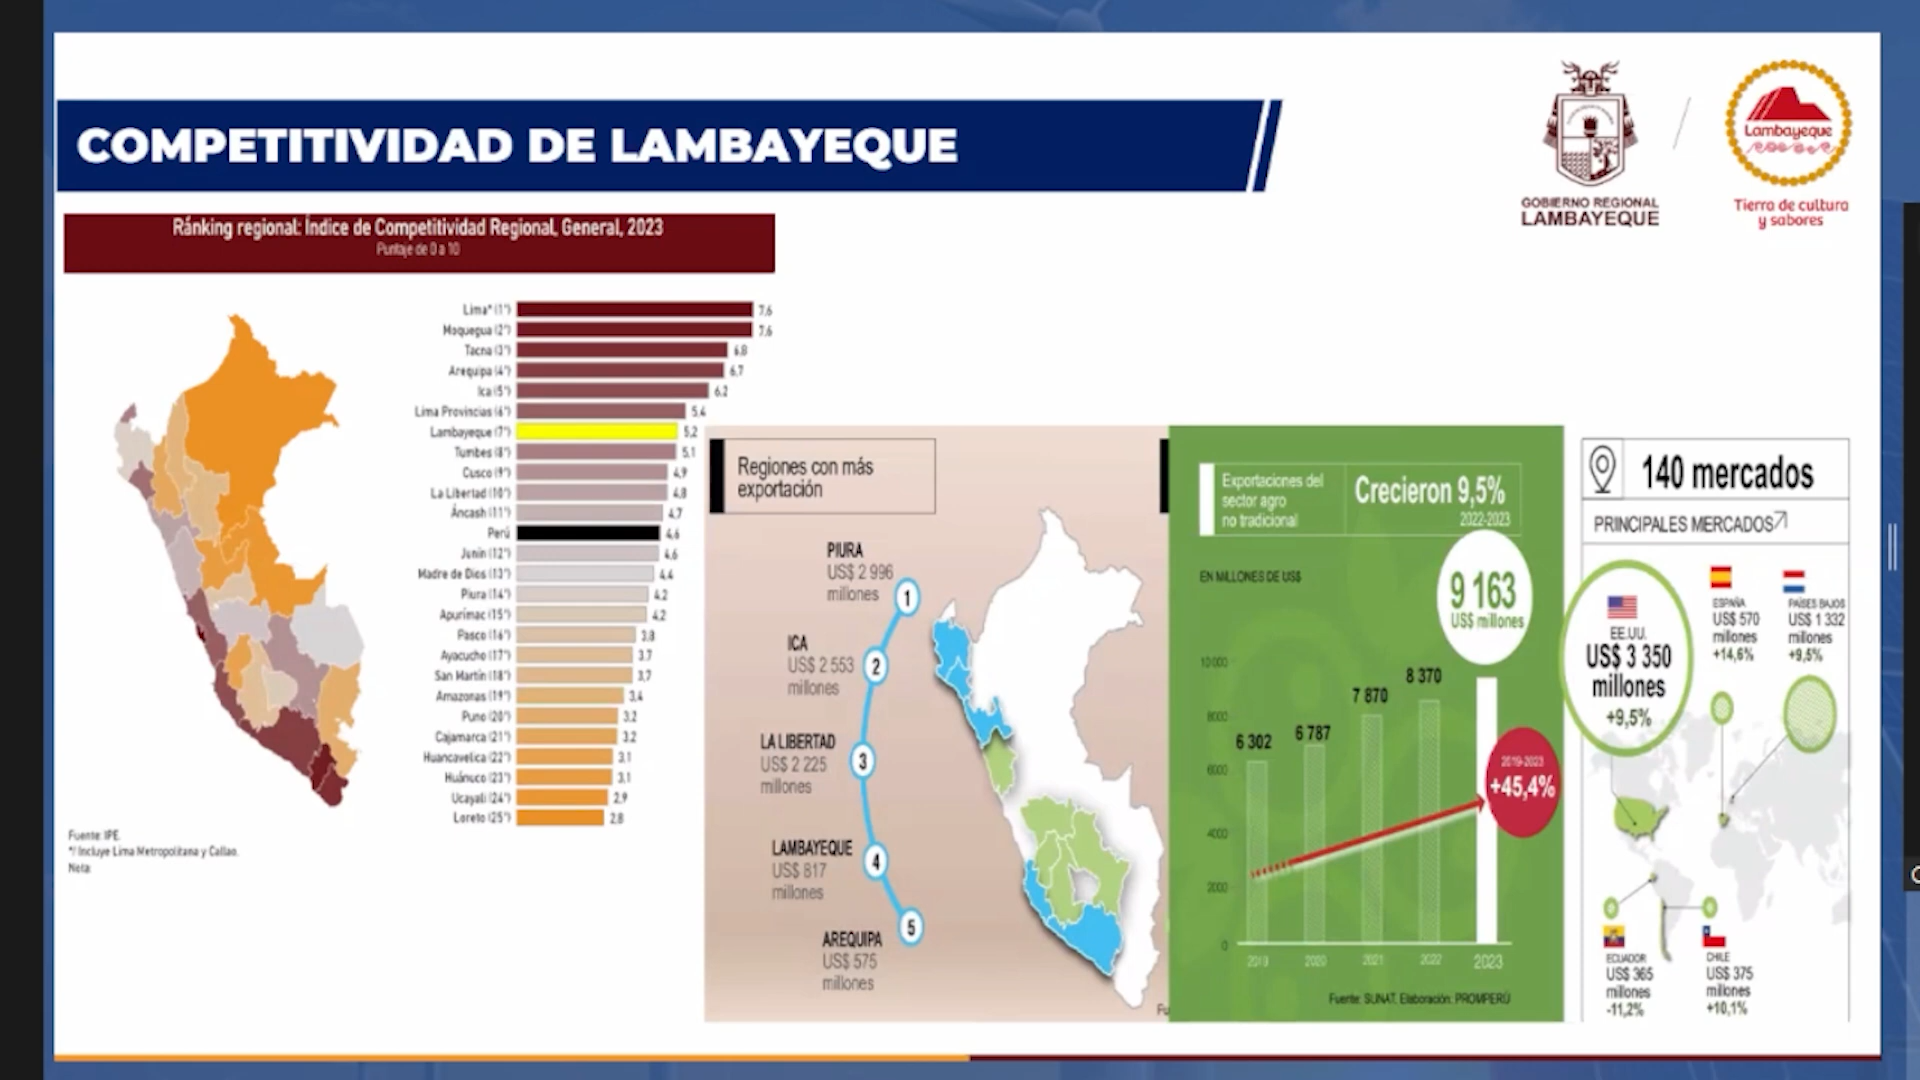 COMPETITIVIDAD DE LAMBAYEQUE
GOBIERNO REGIONAL
LAMBAYEQUE
Lambayeque
Tierra de cultura
y sabores
Ránking regional: Índice de Competitividad Regional, General, 2023
Puntaje de 0 a 10
Lima* (1°) 7,6
Moquegua (2°) 7,6
Tacna (3°) 6,8
Arequipa (4°) 6,7
Ica (5°) 6,2
Lima Provincias (6°) 5,4
Lambayeque (7°) 5,2
Tumbes (8°) 5,1
Cusco (9°) 4,9
La Libertad (10°) 4,8
Áncash (11°) 4,7
Perú 4,6
Junín (12°) 4,6
Madre de Dios (13°) 4,4
Piura (14°) 4,2
Apurímac (15°) 4,2
Pasco (16°) 3,8
Ayacucho (17°) 3,7
San Martín (18°) 3,7
Amazonas (19°) 3,4
Puno (20°) 3,2
Cajamarca (21°) 3,2
Huancavelica (22°) 3,1
Huánuco (23°) 3,1
Ucayali (24°) 2,9
Loreto (25°) 2,8
Fuente: IPE.
*/ Incluye Lima Metropolitana y Callao.
Nota:
Regiones con más
exportación
PIURA
US$ 2 996
millones
1
ICA
US$ 2 553
millones
2
LA LIBERTAD
US$ 2 225
millones
3
LAMBAYEQUE
US$ 817
millones
4
AREQUIPA
US$ 575
millones
5
Fu
Exportaciones del
sector agro
no tradicional
Crecieron 9,5%
2022-2023
EN MILLONES DE US$
9 163
US$ millones
10 000
8000
6000
4000
2000
0
6 302
6 787
7 870
8 370
2019-2023
+45,4%
2019 2020 2021 2022 2023
Fuente: SUNAT. Elaboración: PROMPERÚ
140 mercados
PRINCIPALES MERCADOS
EE.UU.
US$ 3 350
millones
+9,5%
ESPAÑA
US$ 570
millones
+14,6%
PAÍSES BAJOS
US$ 1 332
millones
+9,5%
ECUADOR
US$ 365
millones
-11,2%
CHILE
US$ 375
millones
+10,1%